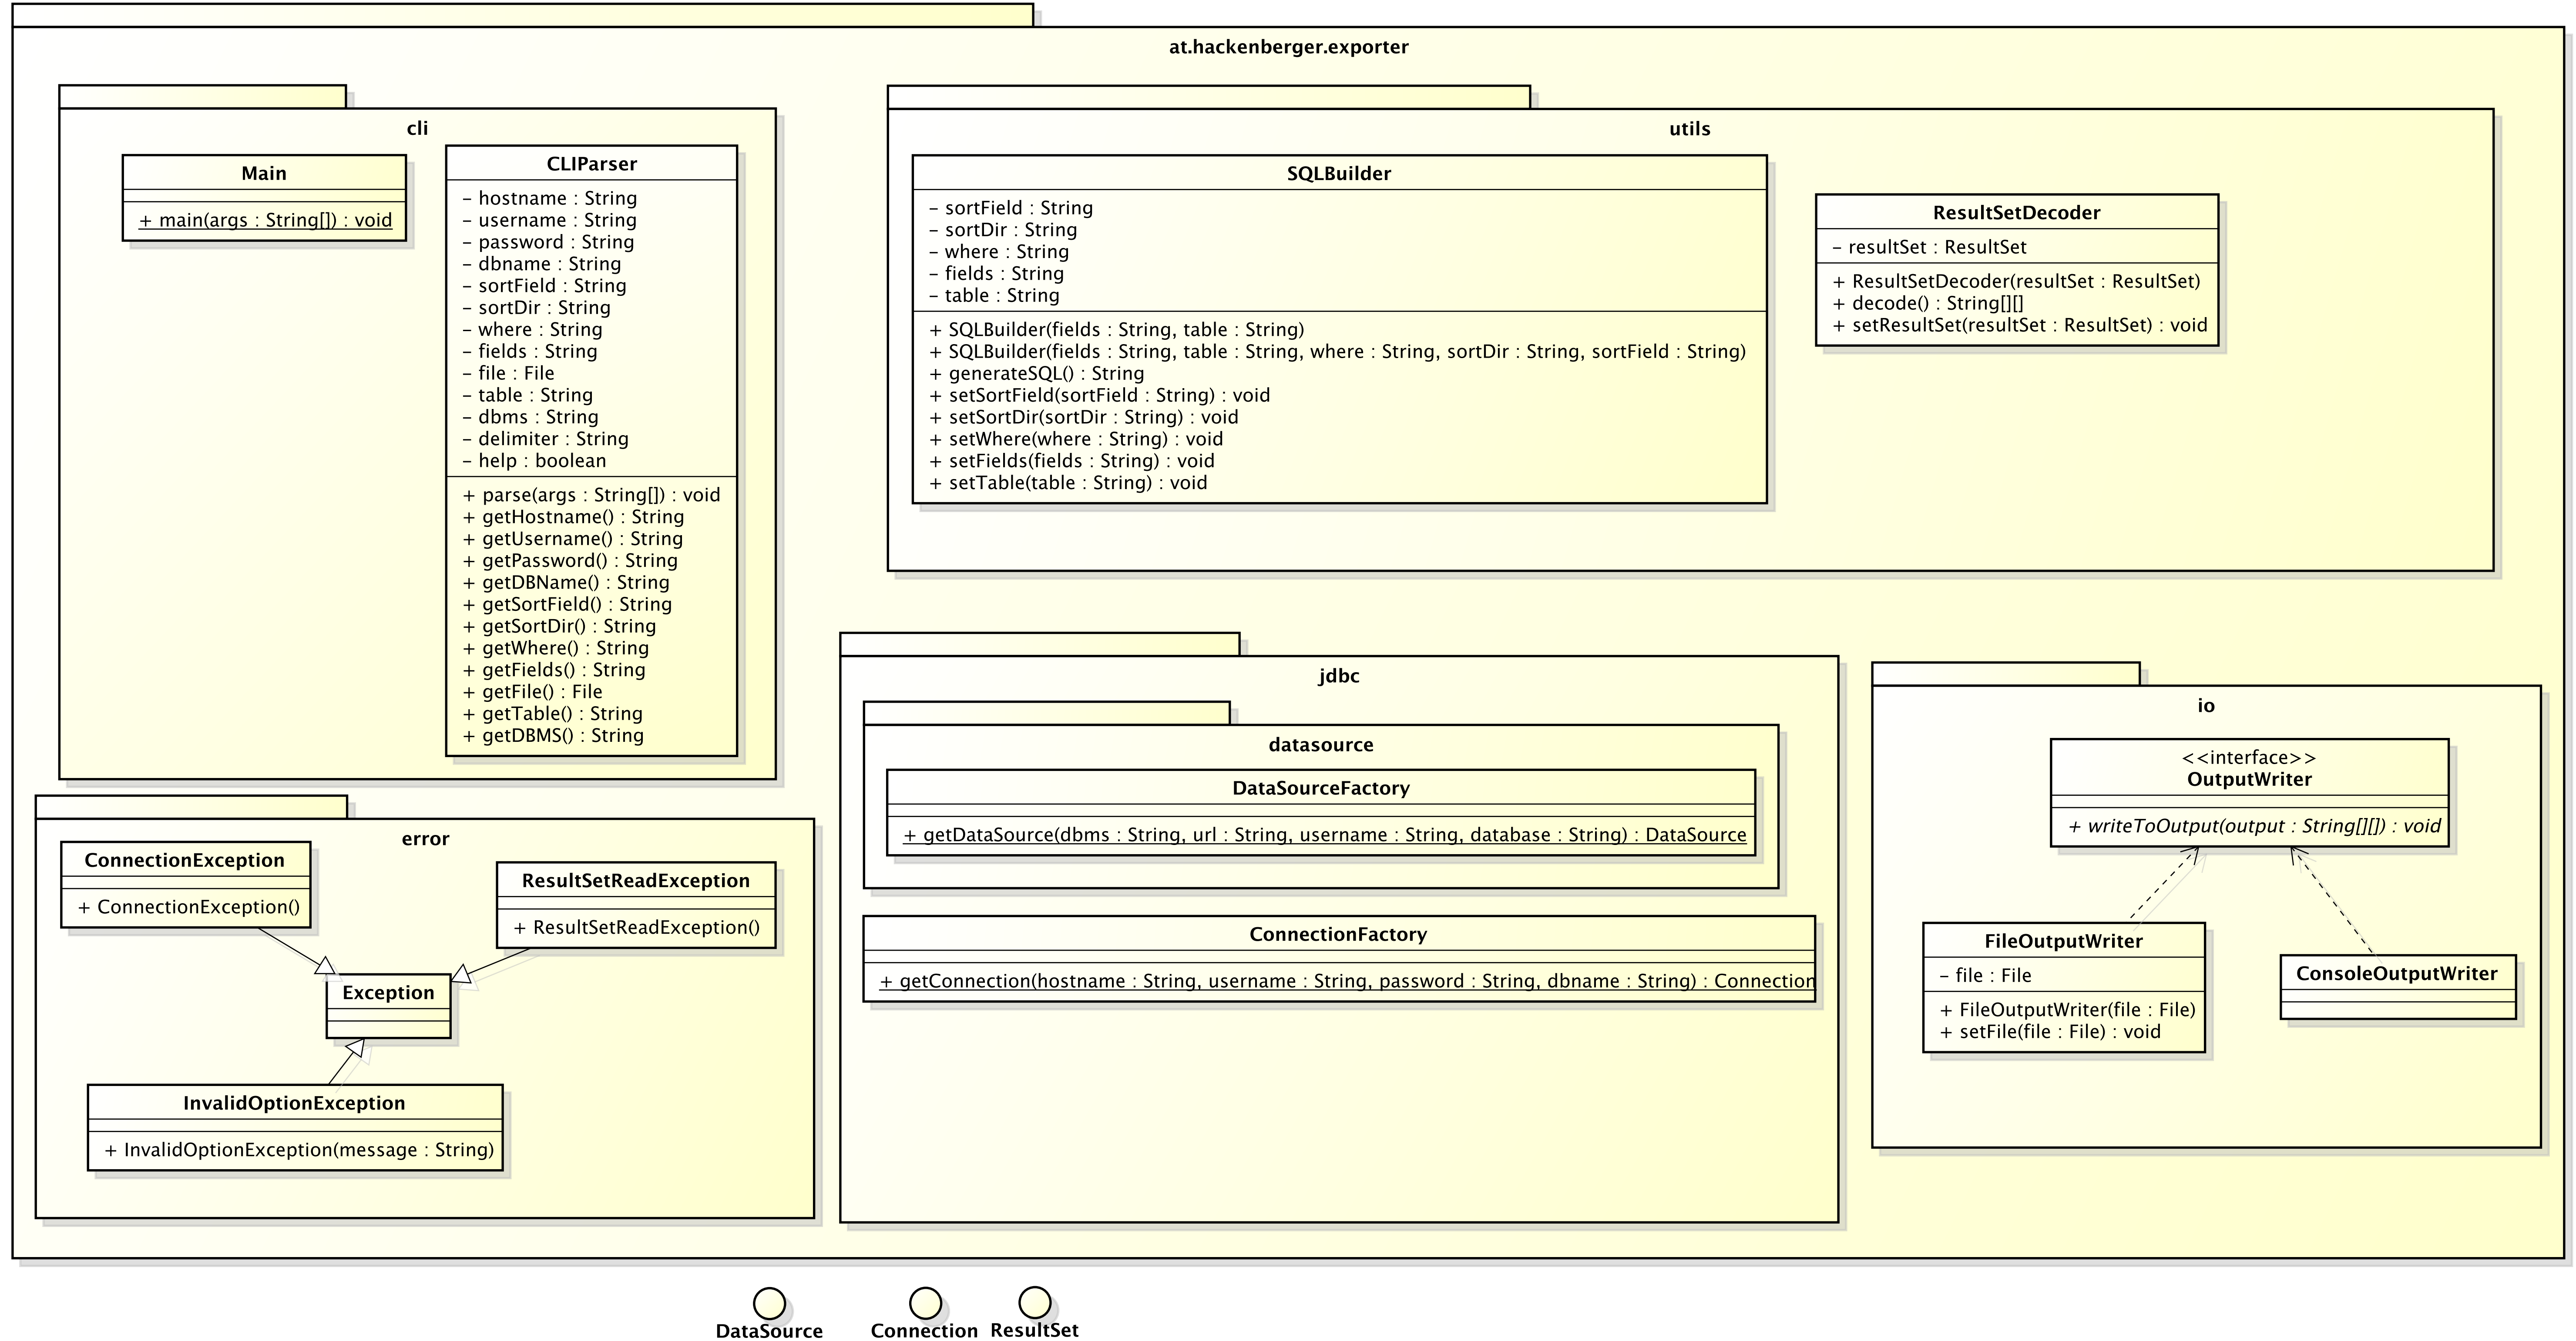 at.hackenberger.exporter
cli
Main
+ main(args : String[]) : void
CLIParser
– hostname : String
– username : String
– password : String
– dbname : String
– sortField : String
– sortDir : String
– where : String
– fields : String
– file : File
– table : String
– dbms : String
– delimiter : String
– help : boolean
+ parse(args : String[]) : void
+ getHostname() : String
+ getUsername() : String
+ getPassword() : String
+ getDBName() : String
+ getSortField() : String
+ getSortDir() : String
+ getWhere() : String
+ getFields() : String
+ getFile() : File
+ getTable() : String
+ getDBMS() : String
utils
SQLBuilder
– sortField : String
– sortDir : String
– where : String
– fields : String
– table : String
+ SQLBuilder(fields : String, table : String)
+ SQLBuilder(fields : String, table : String, where : String, sortDir : String, sortField : String)
+ generateSQL() : String
+ setSortField(sortField : String) : void
+ setSortDir(sortDir : String) : void
+ setWhere(where : String) : void
+ setFields(fields : String) : void
+ setTable(table : String) : void
ResultSetDecoder
– resultSet : ResultSet
+ ResultSetDecoder(resultSet : ResultSet)
+ decode() : String[][]
+ setResultSet(resultSet : ResultSet) : void
error
ConnectionException
+ ConnectionException()
ResultSetReadException
+ ResultSetReadException()
Exception
InvalidOptionException
+ InvalidOptionException(message : String)
jdbc
datasource
DataSourceFactory
+ getDataSource(dbms : String, url : String, username : String, database : String) : DataSource
ConnectionFactory
+ getConnection(hostname : String, username : String, password : String, dbname : String) : Connection
io
<<interface>>
OutputWriter
+ writeToOutput(output : String[][]) : void
FileOutputWriter
– file : File
+ FileOutputWriter(file : File)
+ setFile(file : File) : void
ConsoleOutputWriter
DataSource
Connection
ResultSet